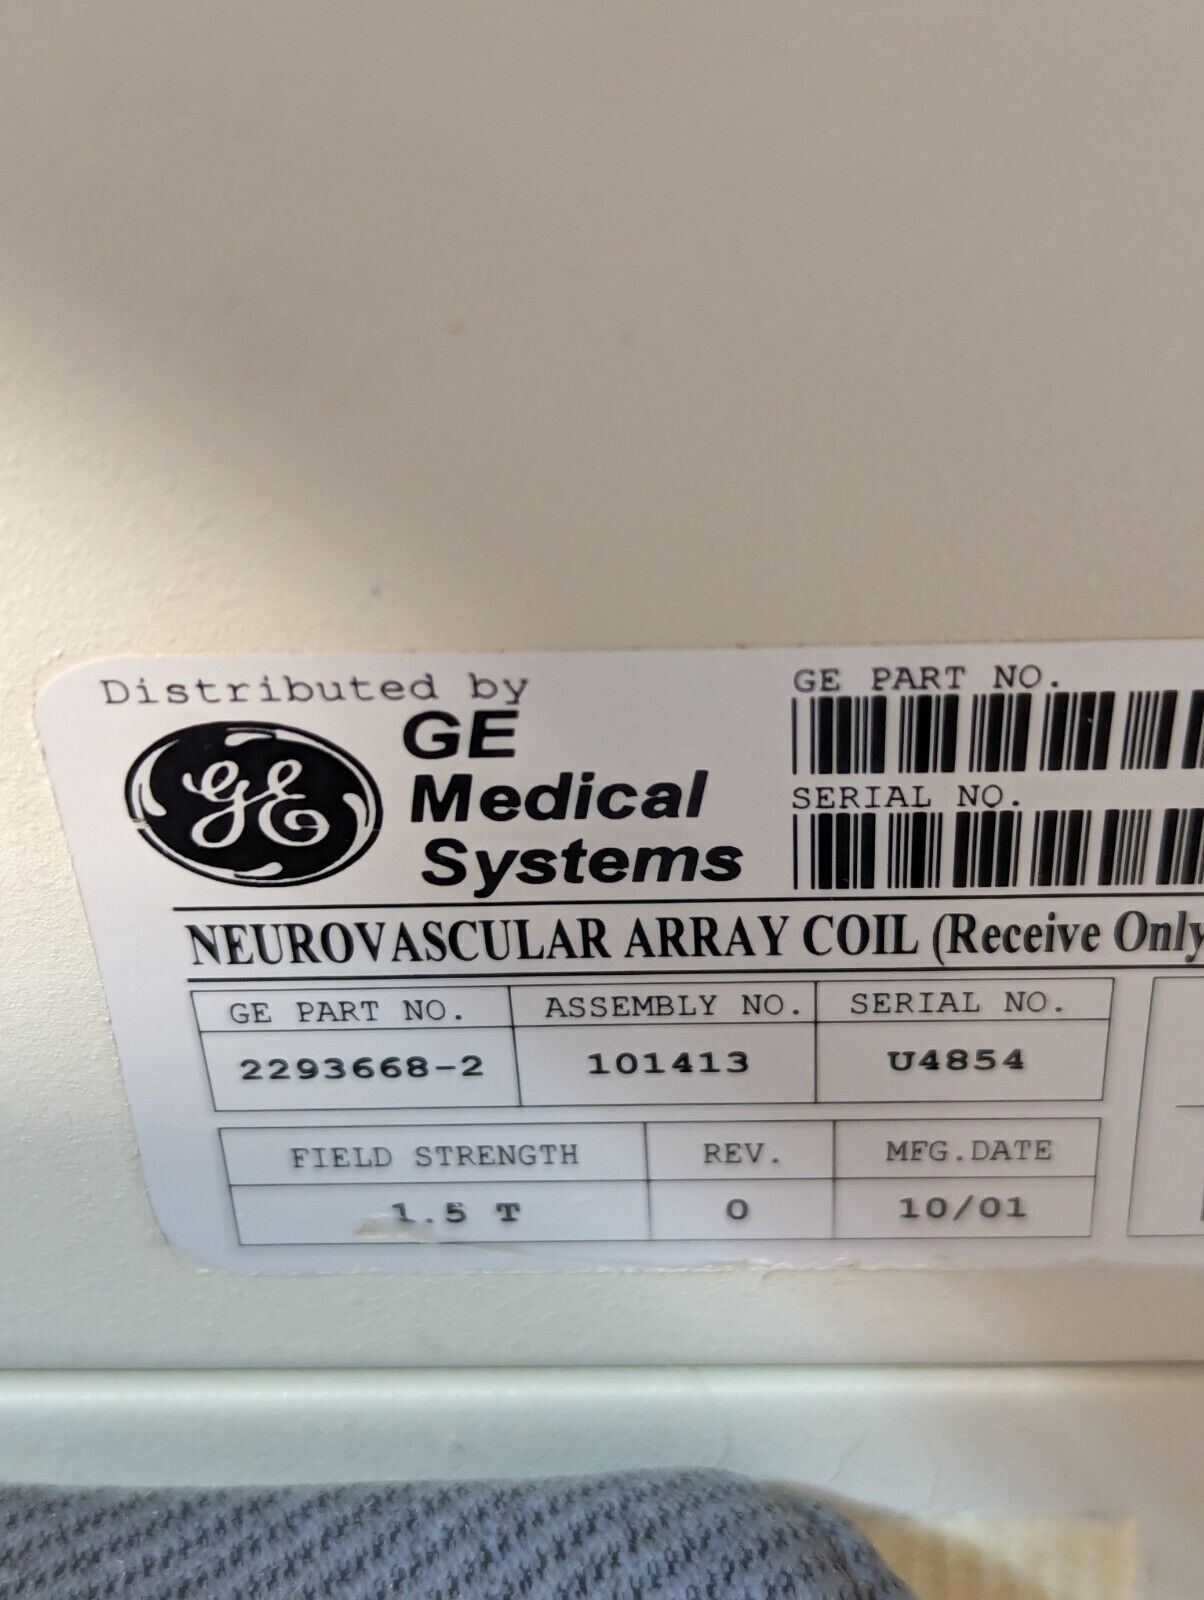 Distributed by
GE
GE
Medical
Systems
GE PART NO.
SERIAL NO.
NEUROVASCULAR ARRAY COIL (Receive Only
GE PART NO. ASSEMBLY NO. SERIAL NO.
2293668-2 101413 U4854
FIELD STRENGTH REV. MFG.DATE
1.5 T 0 10/01